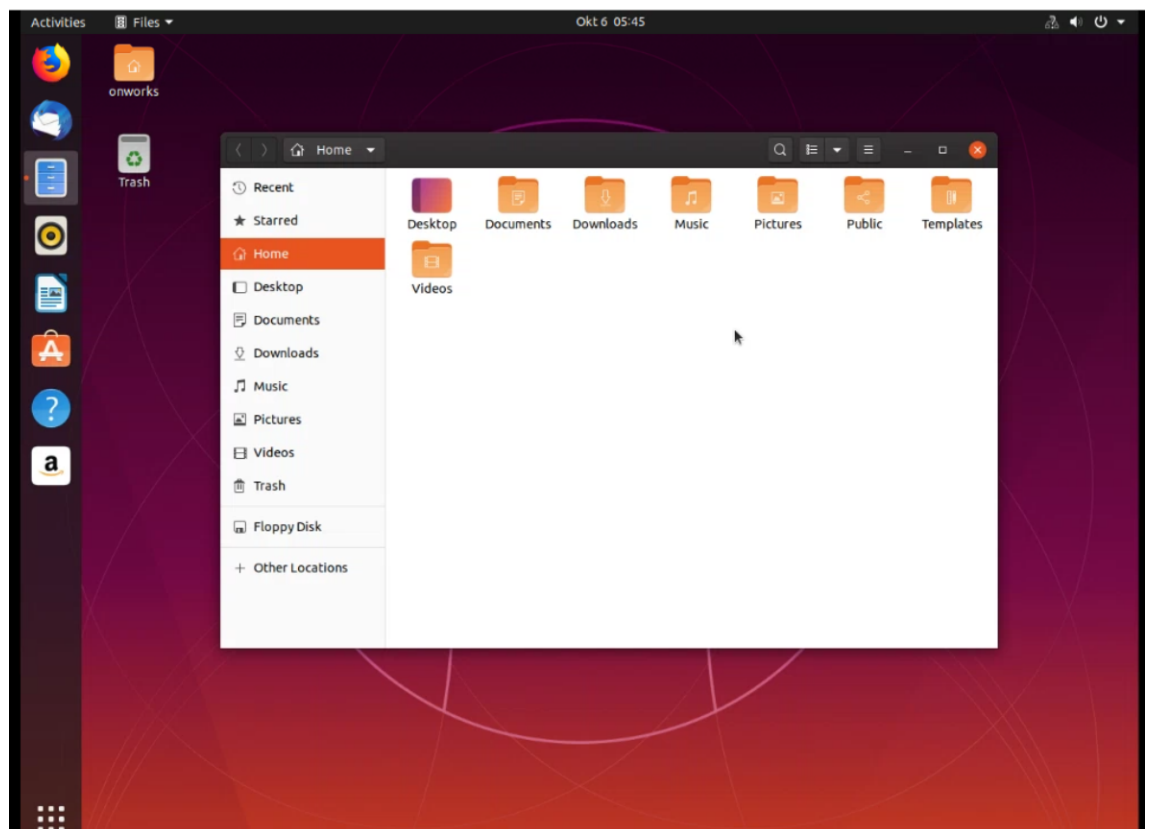 Activities Files Okt 6 05:45
onworks
Trash
Home
Recent
Starred
Home
Desktop
Documents
Downloads
Music
Pictures
Videos
Trash
Floppy Disk
Other Locations
Desktop Documents Downloads Music Pictures Public Templates
Videos
a